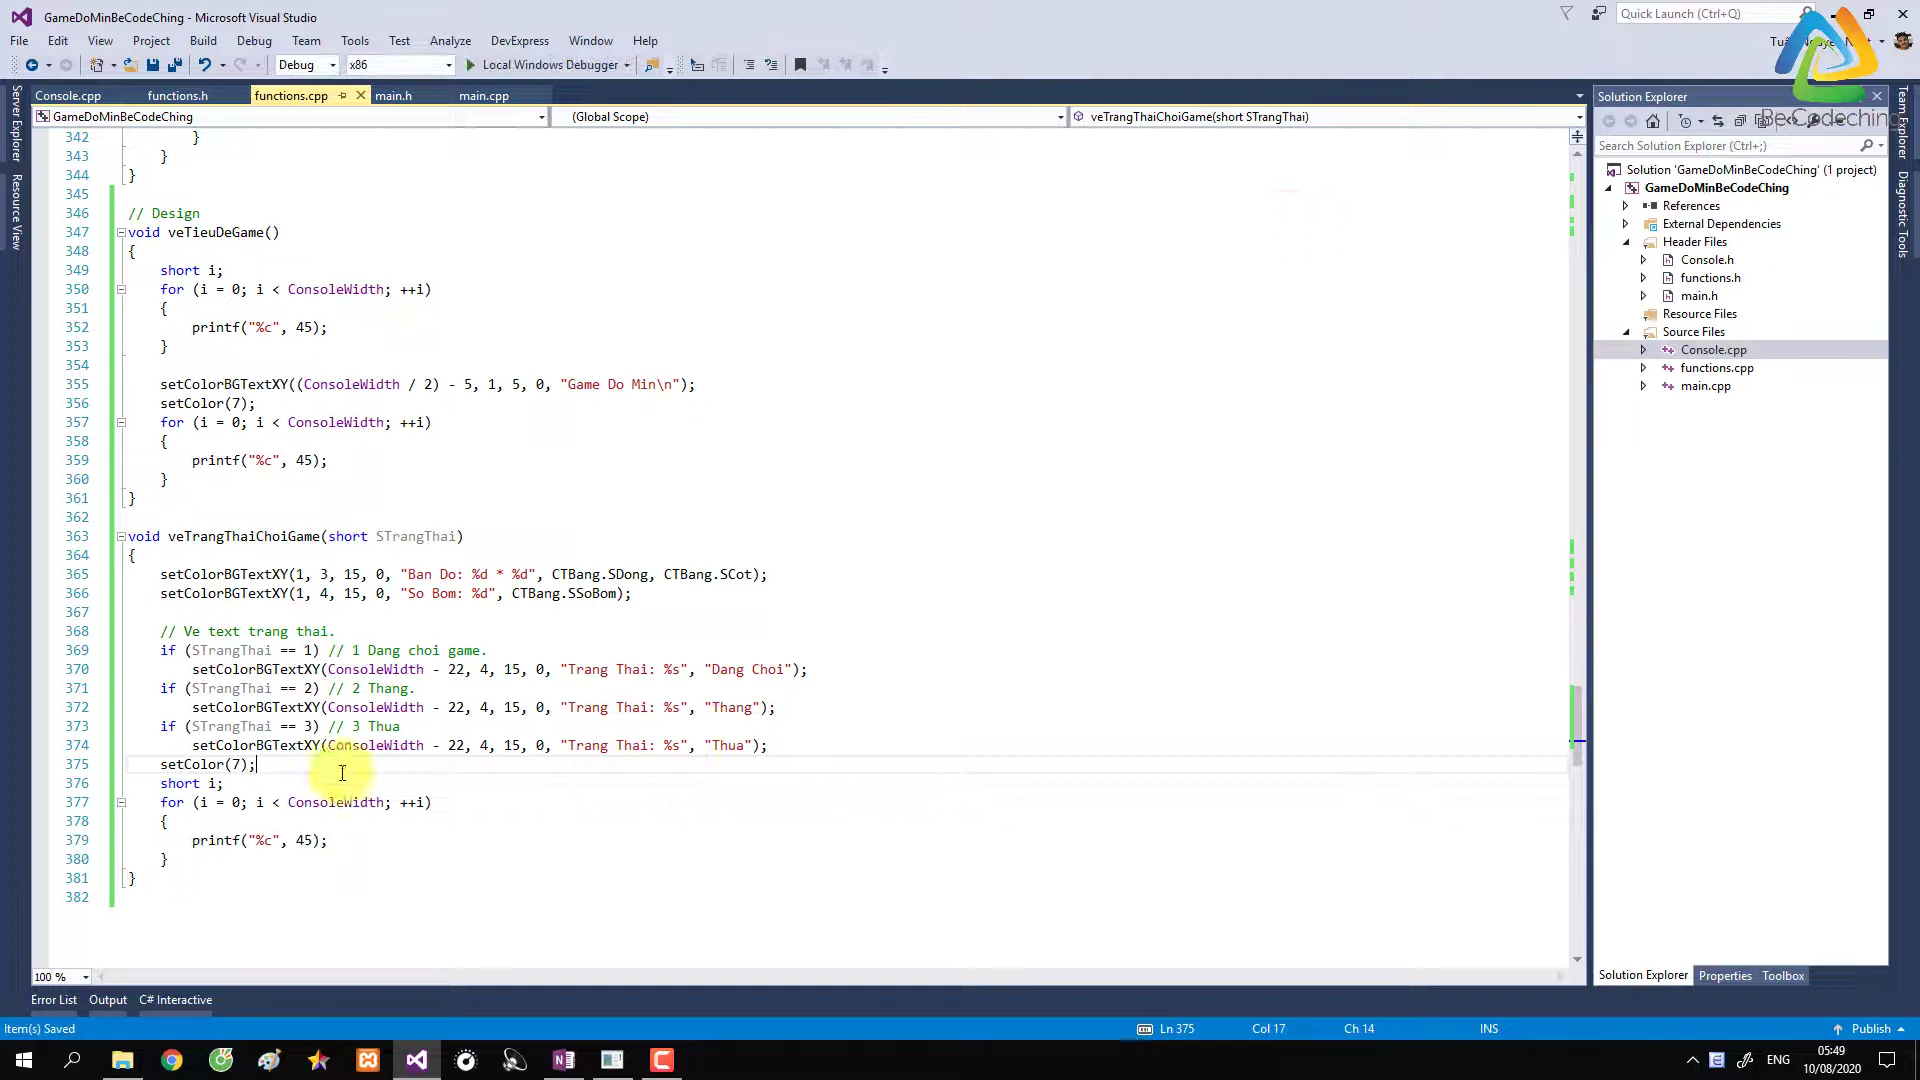 GameDoMinBeCodeChing - Microsoft Visual Studio
Quick Launch (Ctrl+Q)
File Edit View Project Build Debug Team Tools Test Analyze DevExpress Window Help
Debug x86 Local Windows Debugger
Console.cpp functions.h functions.cpp main.h main.cpp
GameDoMinBeCodeChing (Global Scope) veTrangThaiChoiGame(short STrangThai)
342 }
343 }
344 }
345
346 // Design
347 void veTieuDeGame()
348 {
349 short i;
350 for (i = 0; i < ConsoleWidth; ++i)
351 {
352 printf("%c", 45);
353 }
354
355 setColorBGTextXY((ConsoleWidth / 2) - 5, 1, 5, 0, "Game Do Min\n");
356 setColor(7);
357 for (i = 0; i < ConsoleWidth; ++i)
358 {
359 printf("%c", 45);
360 }
361 }
362
363 void veTrangThaiChoiGame(short STrangThai)
364 {
365 setColorBGTextXY(1, 3, 15, 0, "Ban Do: %d * %d", CTBang.SDong, CTBang.SCot);
366 setColorBGTextXY(1, 4, 15, 0, "So Bom: %d", CTBang.SSoBom);
367
368 // Ve text trang thai.
369 if (STrangThai == 1) // 1 Dang choi game.
370 setColorBGTextXY(ConsoleWidth - 22, 4, 15, 0, "Trang Thai: %s", "Dang Choi");
371 if (STrangThai == 2) // 2 Thang.
372 setColorBGTextXY(ConsoleWidth - 22, 4, 15, 0, "Trang Thai: %s", "Thang");
373 if (STrangThai == 3) // 3 Thua
374 setColorBGTextXY(ConsoleWidth - 22, 4, 15, 0, "Trang Thai: %s", "Thua");
375 setColor(7);
376 short i;
377 for (i = 0; i < ConsoleWidth; ++i)
378 {
379 printf("%c", 45);
380 }
381 }
382
100 %
Error List Output C# Interactive
Item(s) Saved Ln 375 Col 17 Ch 14 INS Publish
Server Explorer
Resource View
Solution Explorer
BeCodeching
Search Solution Explorer (Ctrl+;)
Solution 'GameDoMinBeCodeChing' (1 project)
GameDoMinBeCodeChing
References
External Dependencies
Header Files
Console.h
functions.h
main.h
Resource Files
Source Files
Console.cpp
functions.cpp
main.cpp
Solution Explorer Properties Toolbox
Team Explorer
Diagnostic Tools
ENG
05:49
10/08/2020